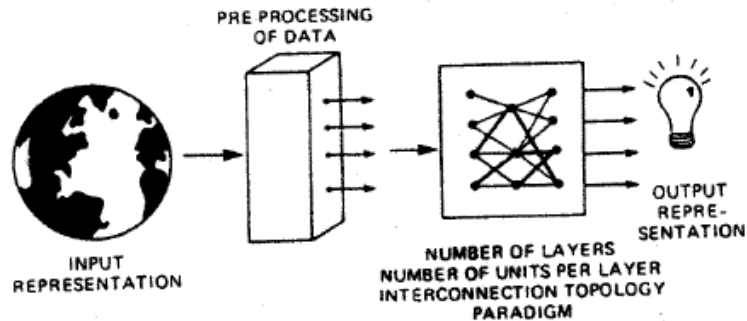 PRE-PROCESSING
OF DATA
INPUT
REPRESENTATION
NUMBER OF LAYERS
NUMBER OF UNITS PER LAYER
INTERCONNECTION TOPOLOGY
PARADIGM
OUTPUT
REPRE-
SENTATION